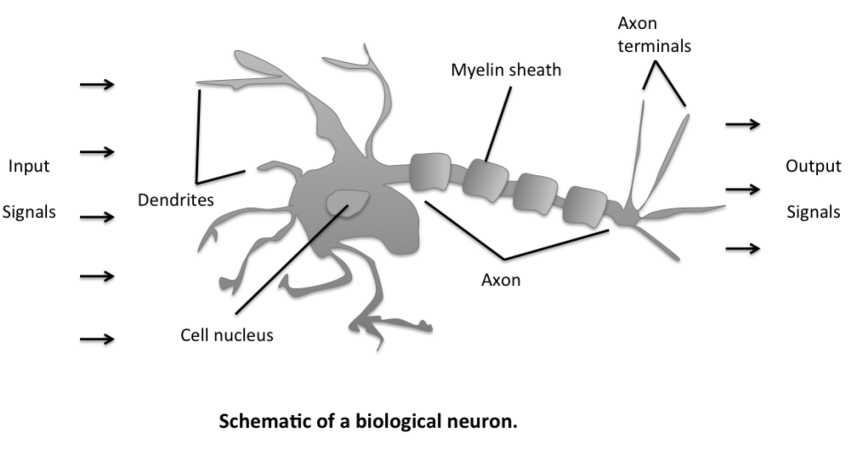 Axon
terminals
Myelin sheath
Input
Signals
Dendrites
Output
Signals
Axon
Cell nucleus
Schematic of a biological neuron.